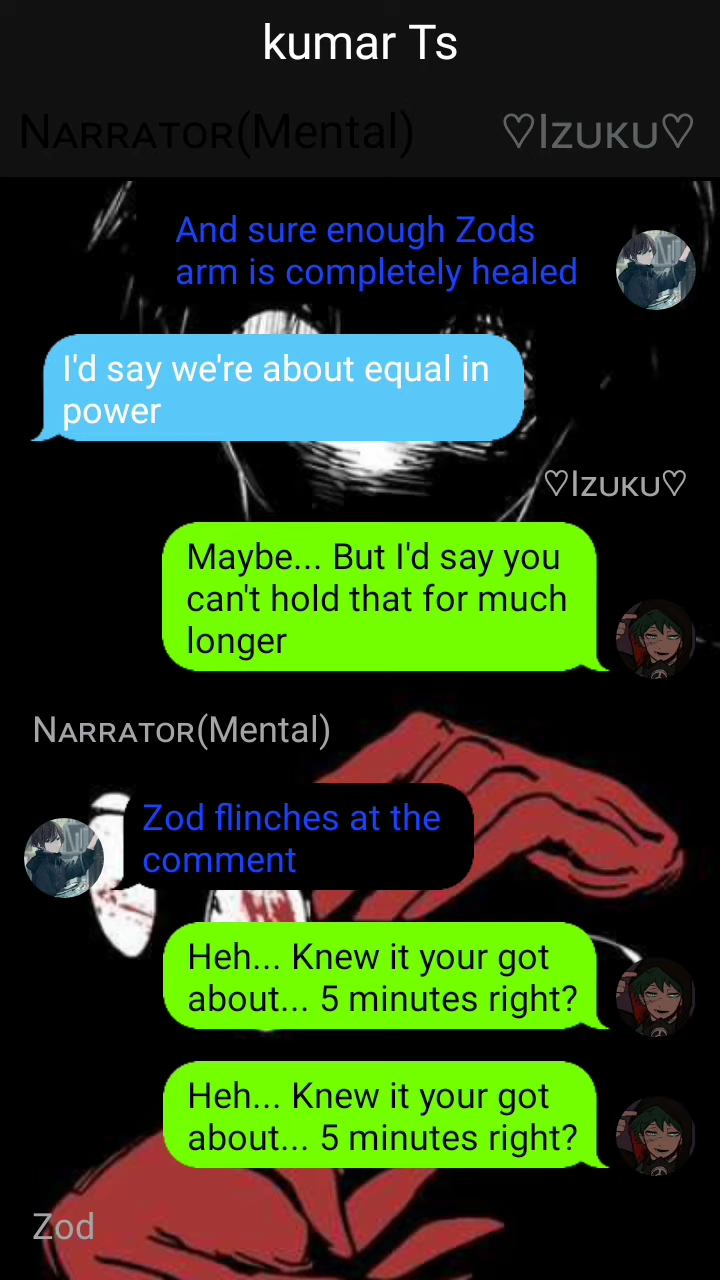 kumar Ts
Narrator(Mental) ♡Izuku♡
And sure enough Zods
arm is completely healed
I'd say we're about equal in
power
♡Izuku♡
Maybe... But I'd say you
can't hold that for much
longer
Narrator(Mental)
Zod flinches at the
comment
Heh... Knew it your got
about... 5 minutes right?
Heh... Knew it your got
about... 5 minutes right?
Zod